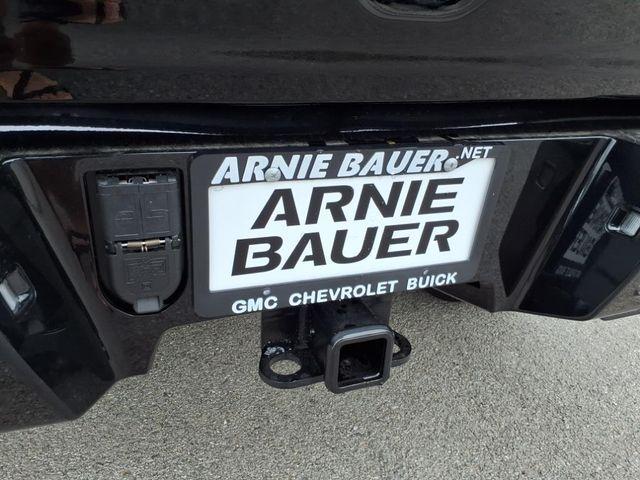 ARNIE BAUER.NET
ARNIE
BAUER
GMC CHEVROLET BUICK